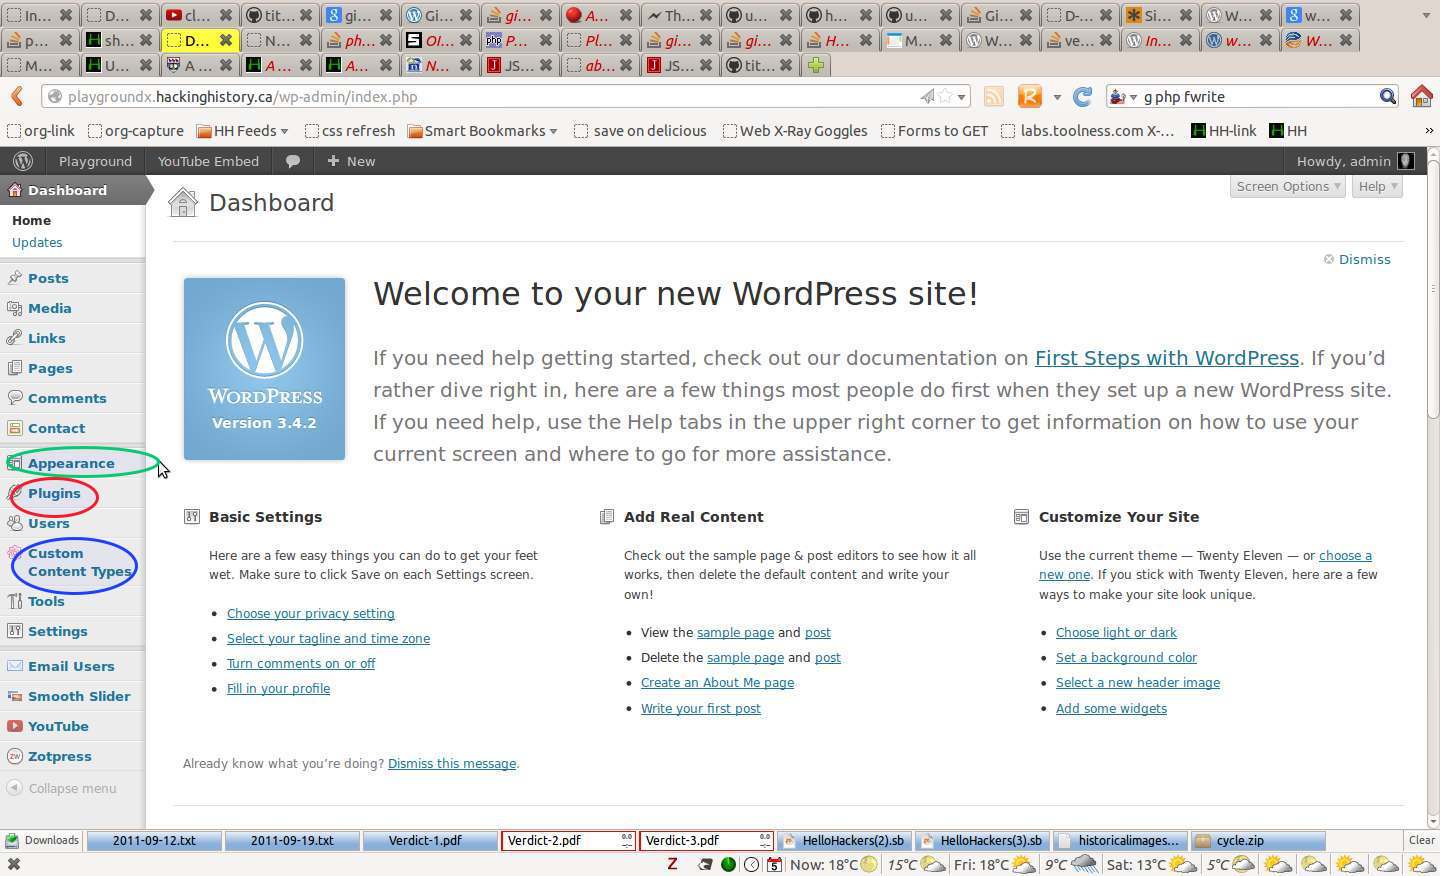 In...
D...
cl...
tit...
gi...
Gi...
gi...
A...
Th...
u...
h...
u...
Gi...
D-...
Si...
W...
w...
p...
sh...
D...
N...
ph...
OI...
P...
Pl...
gi...
gi...
H...
M...
W...
ve...
In...
w...
W...
M...
U...
A ...
A ...
A...
N...
JS...
ab...
JS...
tit...
playgroundx.hackinghistory.ca/wp-admin/index.php
g php fwrite
org-link org-capture HH Feeds css refresh Smart Bookmarks save on delicious Web X-Ray Goggles Forms to GET labs.toolness.com X-... HH-link HH »
Playground YouTube Embed + New Howdy, admin
Dashboard
Home
Updates
Posts
Media
Links
Pages
Comments
Contact
Appearance
Plugins
Users
Custom
Content Types
Tools
Settings
Email Users
Smooth Slider
YouTube
Zotpress
Collapse menu
Screen Options Help
Dashboard
Dismiss
WORDPRESS
Version 3.4.2
Welcome to your new WordPress site!
If you need help getting started, check out our documentation on First Steps with WordPress. If you’d
rather dive right in, here are a few things most people do first when they set up a new WordPress site.
If you need help, use the Help tabs in the upper right corner to get information on how to use your
current screen and where to go for more assistance.
Basic Settings
Here are a few easy things you can do to get your feet
wet. Make sure to click Save on each Settings screen.
• Choose your privacy setting
• Select your tagline and time zone
• Turn comments on or off
• Fill in your profile
Add Real Content
Check out the sample page & post editors to see how it all
works, then delete the default content and write your
own!
• View the sample page and post
• Delete the sample page and post
• Create an About Me page
• Write your first post
Customize Your Site
Use the current theme — Twenty Eleven — or choose a
new one. If you stick with Twenty Eleven, here are a few
ways to make your site look unique.
• Choose light or dark
• Set a background color
• Select a new header image
• Add some widgets
Already know what you’re doing? Dismiss this message.
Downloads 2011-09-12.txt 2011-09-19.txt Verdict-1.pdf Verdict-2.pdf Verdict-3.pdf HelloHackers(2).sb HelloHackers(3).sb historicalimages... cycle.zip Clear
Z 5 Now: 18°C 15°C Fri: 18°C 9°C Sat: 13°C 5°C